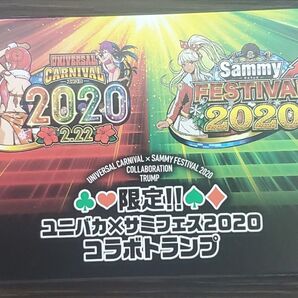 UNIVERSAL
CARNIVAL
2020
2.22
Sammy
FESTIVAL
2020
UNIVERSAL CARNIVAL × SAMMY FESTIVAL 2020
COLLABORATION
TRUMP
♣♥限定!!♠♦
ユニバカ×サミフェス2020
コラボトランプ